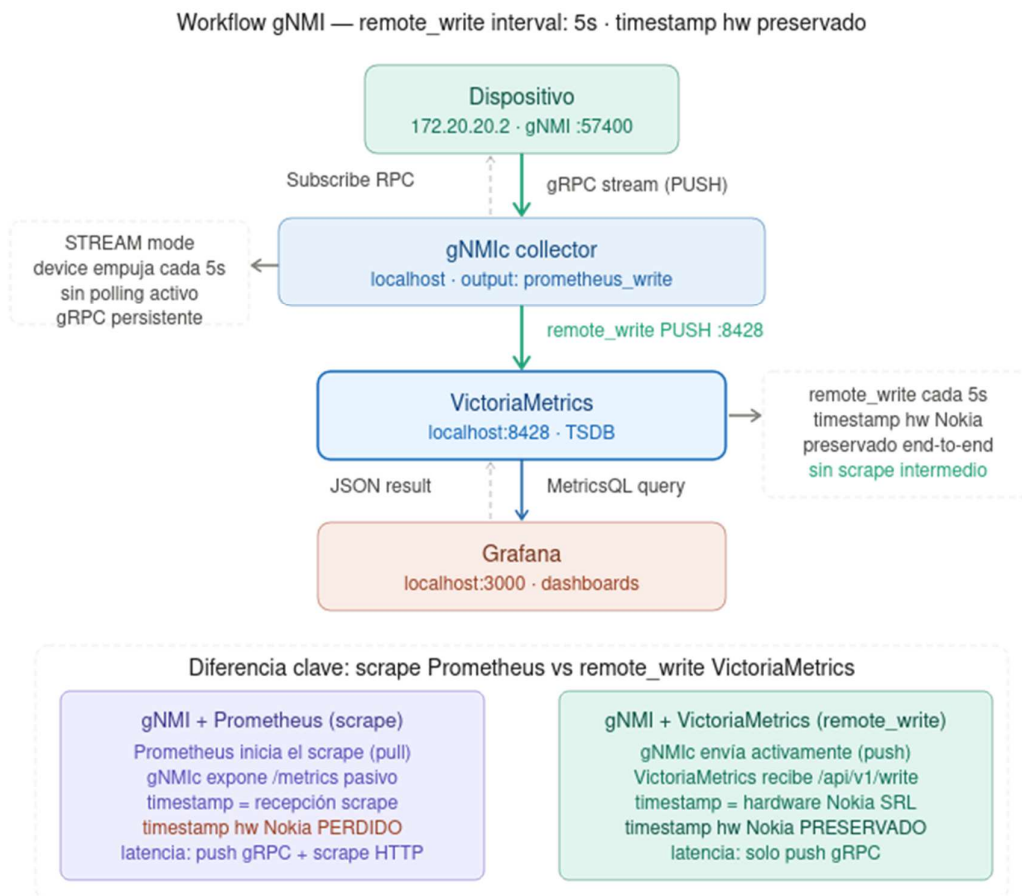 Workflow gNMI — remote_write interval: 5s · timestamp hw preservado
Dispositivo
172.20.20.2 · gNMI :57400
Subscribe RPC
gRPC stream (PUSH)
gNMIc collector
localhost · output: prometheus_write
STREAM mode
device empuja cada 5s
sin polling activo
gRPC persistente
remote_write PUSH :8428
VictoriaMetrics
localhost:8428 · TSDB
remote_write cada 5s
timestamp hw Nokia
preservado end-to-end
sin scrape intermedio
JSON result
MetricsQL query
Grafana
localhost:3000 · dashboards
Diferencia clave: scrape Prometheus vs remote_write VictoriaMetrics
gNMI + Prometheus (scrape)
Prometheus inicia el scrape (pull)
gNMIc expone /metrics pasivo
timestamp = recepción scrape
timestamp hw Nokia PERDIDO
latencia: push gRPC + scrape HTTP
gNMI + VictoriaMetrics (remote_write)
gNMIc envía activamente (push)
VictoriaMetrics recibe /api/v1/write
timestamp = hardware Nokia SRL
timestamp hw Nokia PRESERVADO
latencia: solo push gRPC